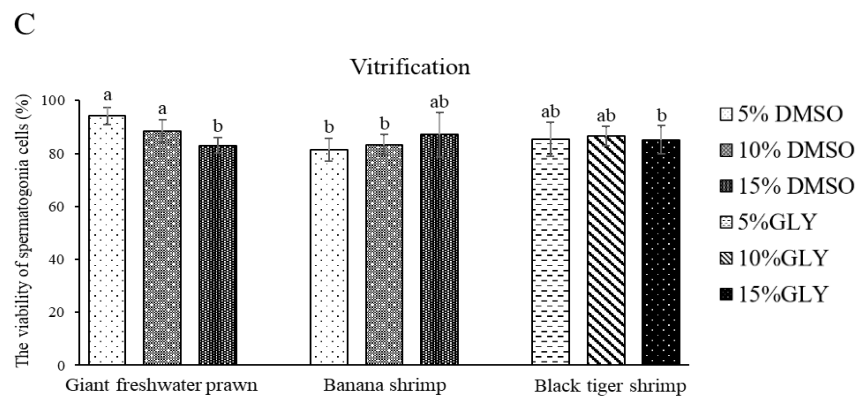 C
Vitrification
The viability of spermatogonia cells (%)
100
80
60
40
20
0
a
a
b
b
b
ab
ab
ab
b
Giant freshwater prawn
Banana shrimp
Black tiger shrimp
5% DMSO
10% DMSO
15% DMSO
5%GLY
10%GLY
15%GLY